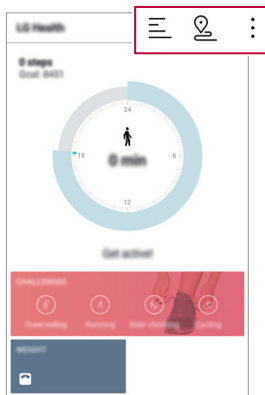 LG Health
0 steps
Goal: 8451
24
18
6
0 min
12
Get active!
CHALLENGES
Power walking Running Stair climbing Cycling
WEIGHT